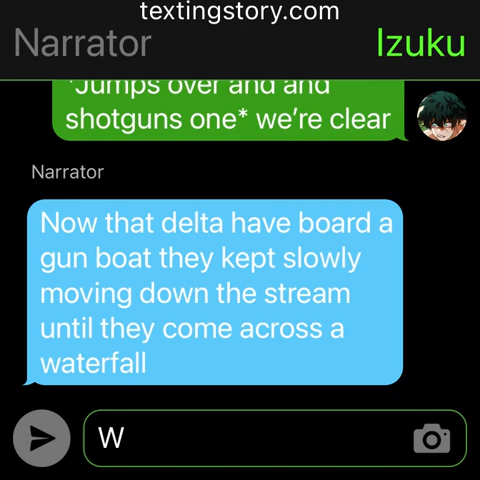 textingstory.com
Narrator Izuku
*Jumps over and and
shotguns one* we’re clear
Narrator
Now that delta have board a
gun boat they kept slowly
moving down the stream
until they come across a
waterfall
W